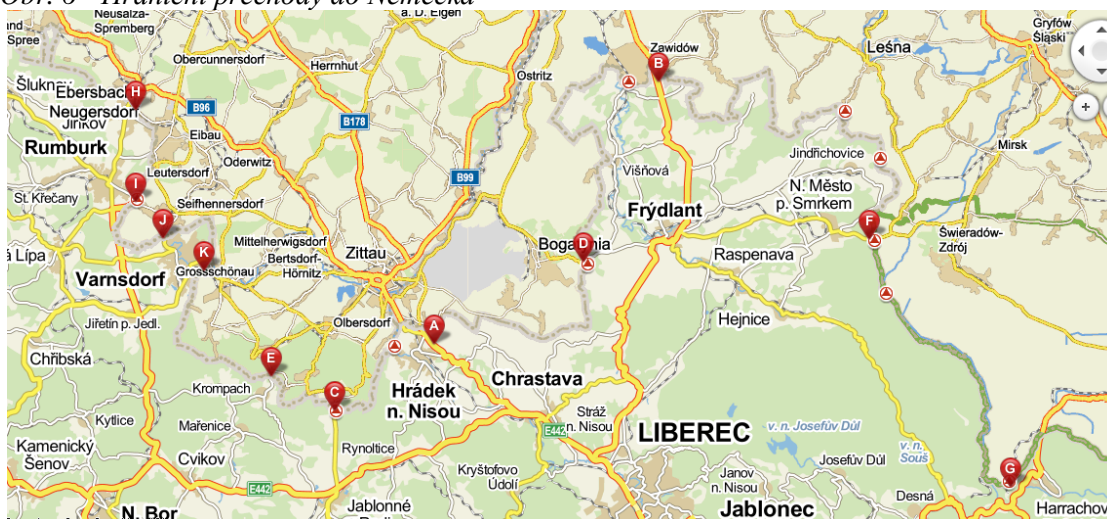 Obr. 6 - Hraniční přechody do Německa
Neusalza-
Spremberg
a. D. Eigen
Spree
Obercunnersdorf
Herrnhut
Ostritz
Zawidów
B
Leśna
Gryfów
Śląski
Šluknov
Ebersbach
H
Neugersdorf
Jiříkov
B96
Eibau
B178
Rumburk
Oderwitz
Leutersdorf
B99
Višňová
Jindřichovice
Mirsk
St. Křečany
I
Seifhennersdorf
J
Frýdlant
N. Město
p. Smrkem
F
Mittelherwigsdorf
Bertsdorf-
Hörnitz
Zittau
Bogatynia
D
Raspenava
Świeradów-
Zdrój
á Lípa
K
Grossschönau
Varnsdorf
Jiřetín p. Jedl.
Olbersdorf
A
Hejnice
Chřibská
E
Krompach
C
Hrádek
n. Nisou
Chrastava
Kytlice
Mařenice
Stráž
n. Nisou
E442
LIBEREC
v. n. Josefův Důl
v. n.
Souš
Kamenický
Šenov
Cvikov
Rynoltice
Kryštofovo
Údolí
Janov
n. Nisou
Josefův Důl
G
E442
N. Bor
Jablonné
Jablonec
Desná
Harrachov